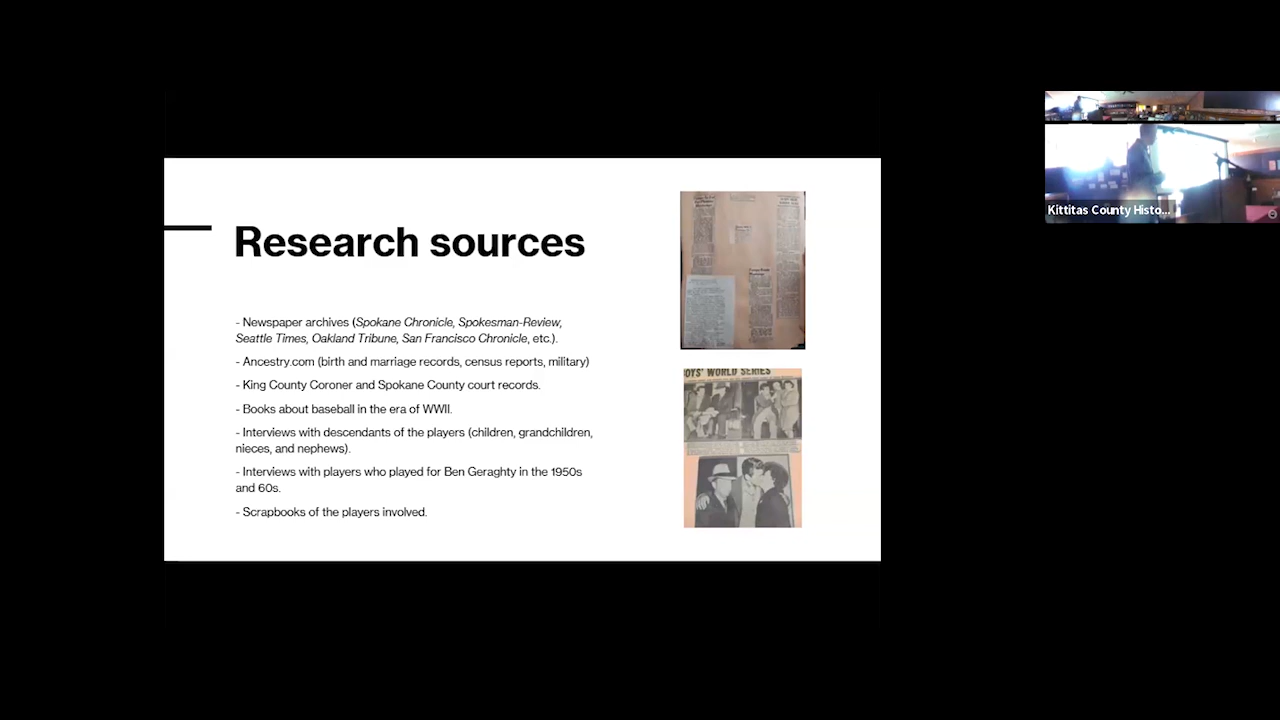 Research sources
- Newspaper archives (Spokane Chronicle, Spokesman-Review,
Seattle Times, Oakland Tribune, San Francisco Chronicle, etc.).
- Ancestry.com (birth and marriage records, census reports, military)
- King County Coroner and Spokane County court records.
- Books about baseball in the era of WWII.
- Interviews with descendants of the players (children, grandchildren,
nieces, and nephews).
- Interviews with players who played for Ben Geraghty in the 1950s
and 60s.
- Scrapbooks of the players involved.
OYS' WORLD SERIES
Kittitas County Histo...